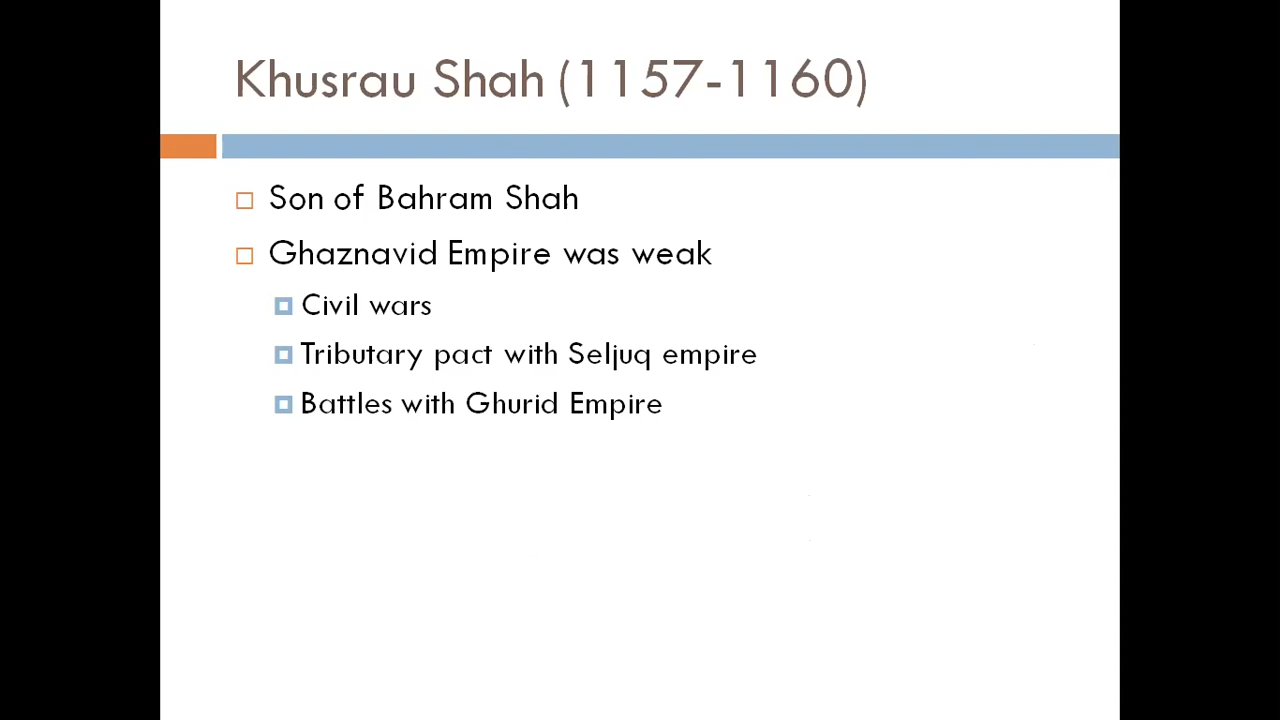 Khusrau Shah (1157-1160)
Son of Bahram Shah
Ghaznavid Empire was weak
Civil wars
Tributary pact with Seljuq empire
Battles with Ghurid Empire